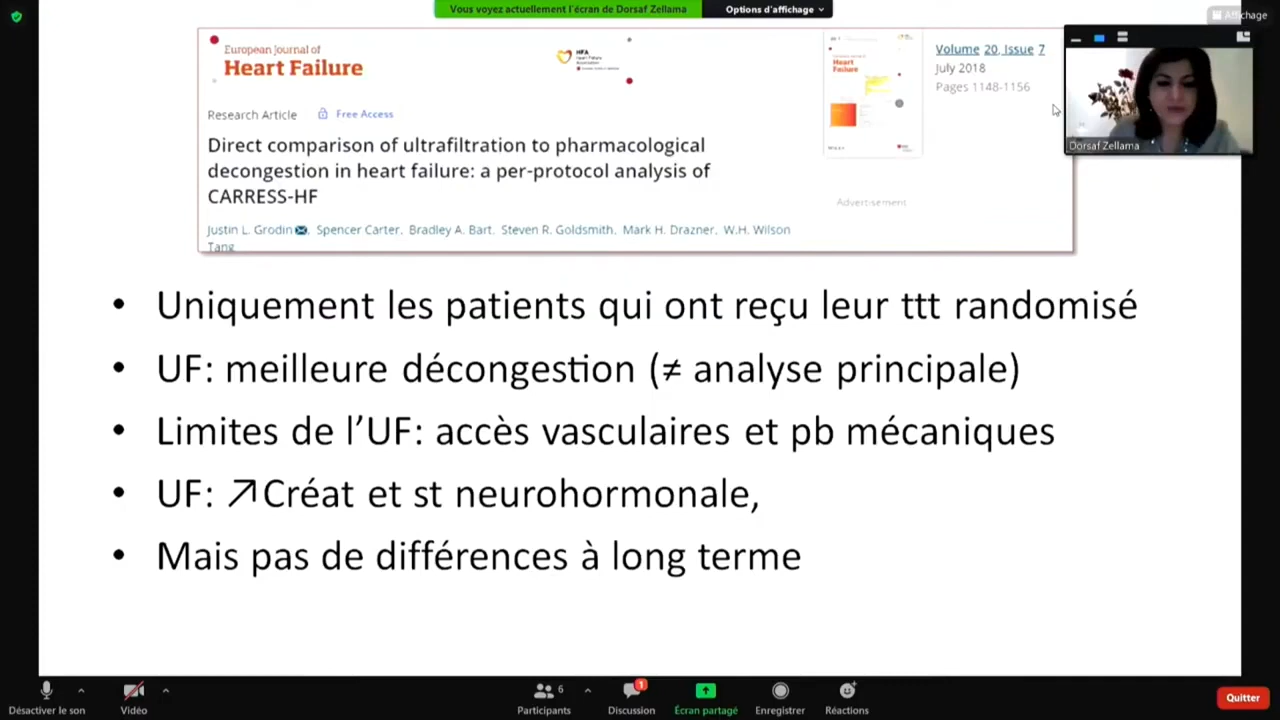 Vous voyez actuellement l'écran de Dorsaf Zellama
Options d'affichage
Affichage
European Journal of
Heart Failure
HFA
Research Article
Free Access
Direct comparison of ultrafiltration to pharmacological
decongestion in heart failure: a per-protocol analysis of
CARRESS-HF
Justin L. Grodin, Spencer Carter, Bradley A. Bart, Steven R. Goldsmith, Mark H. Drazner, W.H. Wilson
Tang
Heart
Failure
Volume 20, Issue 7
July 2018
Pages 1148-1156
Advertisement
Dorsaf Zellama
• Uniquement les patients qui ont reçu leur ttt randomisé
• UF: meilleure décongestion (≠ analyse principale)
• Limites de l’UF: accès vasculaires et pb mécaniques
• UF: ↗Créat et st neurohormonale,
• Mais pas de différences à long terme
Désactiver le son
Vidéo
6
Participants
1
Discussion
Écran partagé
Enregistrer
Réactions
Quitter